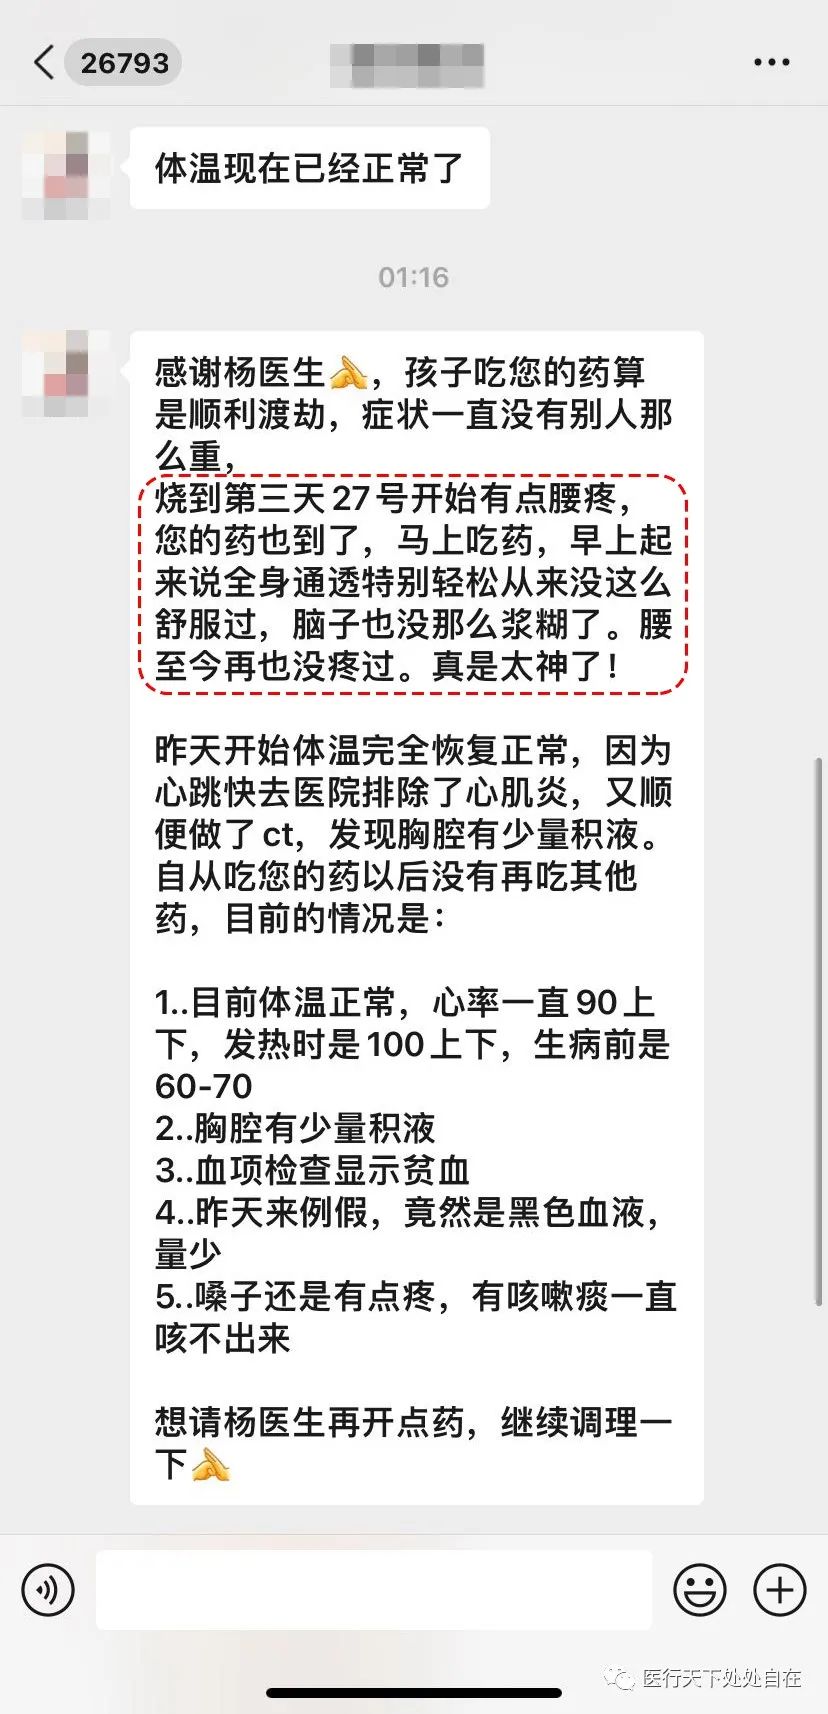 26793
体温现在已经正常了
01:16
感谢杨医生，孩子吃您的药算
是顺利渡劫，症状一直没有别人那
么重，
烧到第三天27号开始有点腰疼，
您的药也到了，马上吃药，早上起
来说全身通透特别轻松从来没这么
舒服过，脑子也没那么浆糊了。腰
至今再也没疼过。真是太神了！
昨天开始体温完全恢复正常，因为
心跳快去医院排除了心肌炎，又顺
便做了ct，发现胸腔有少量积液。
自从吃您的药以后没有再吃其他
药，目前的情况是：
1..目前体温正常，心率一直90上
下，发热时是100上下，生病前是
60-70
2..胸腔有少量积液
3..血项检查显示贫血
4..昨天来例假，竟然是黑色血液，
量少
5..嗓子还是有点疼，有咳嗽痰一直
咳不出来
想请杨医生再开点药，继续调理一
下
医行天下处处自在